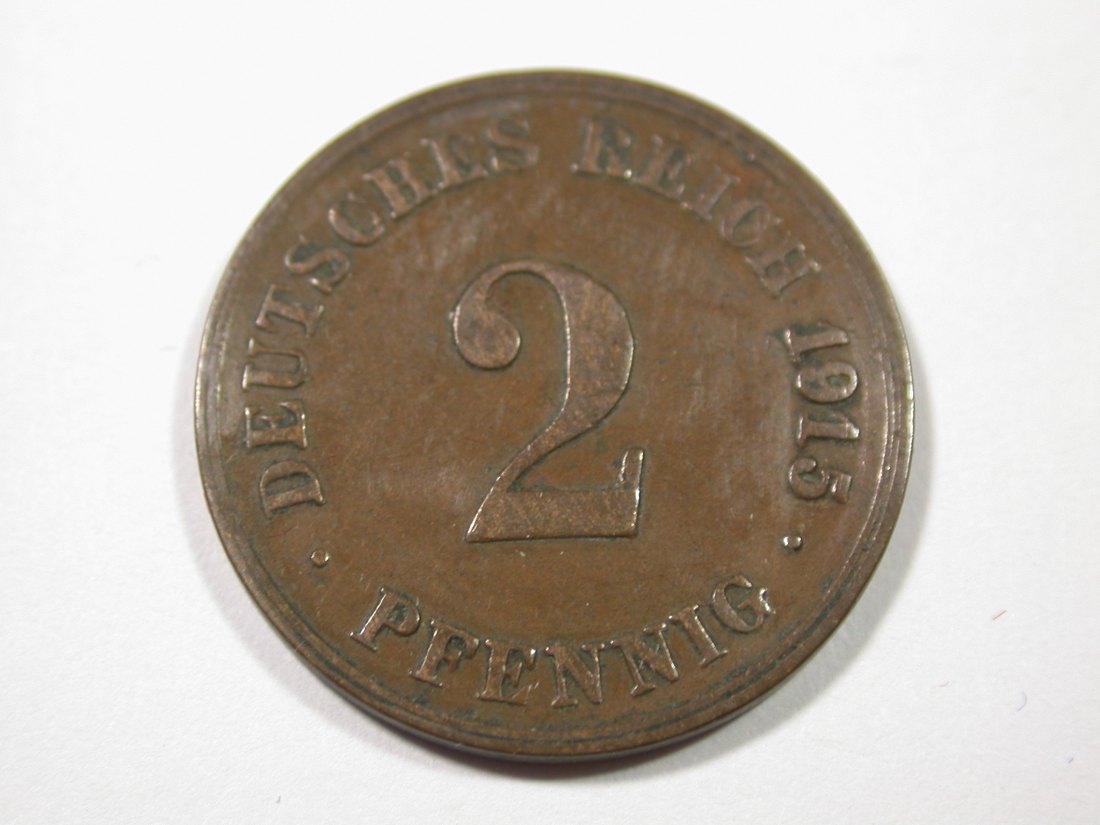 DEUTSCHES REICH 1915
2
· PFENNIG ·